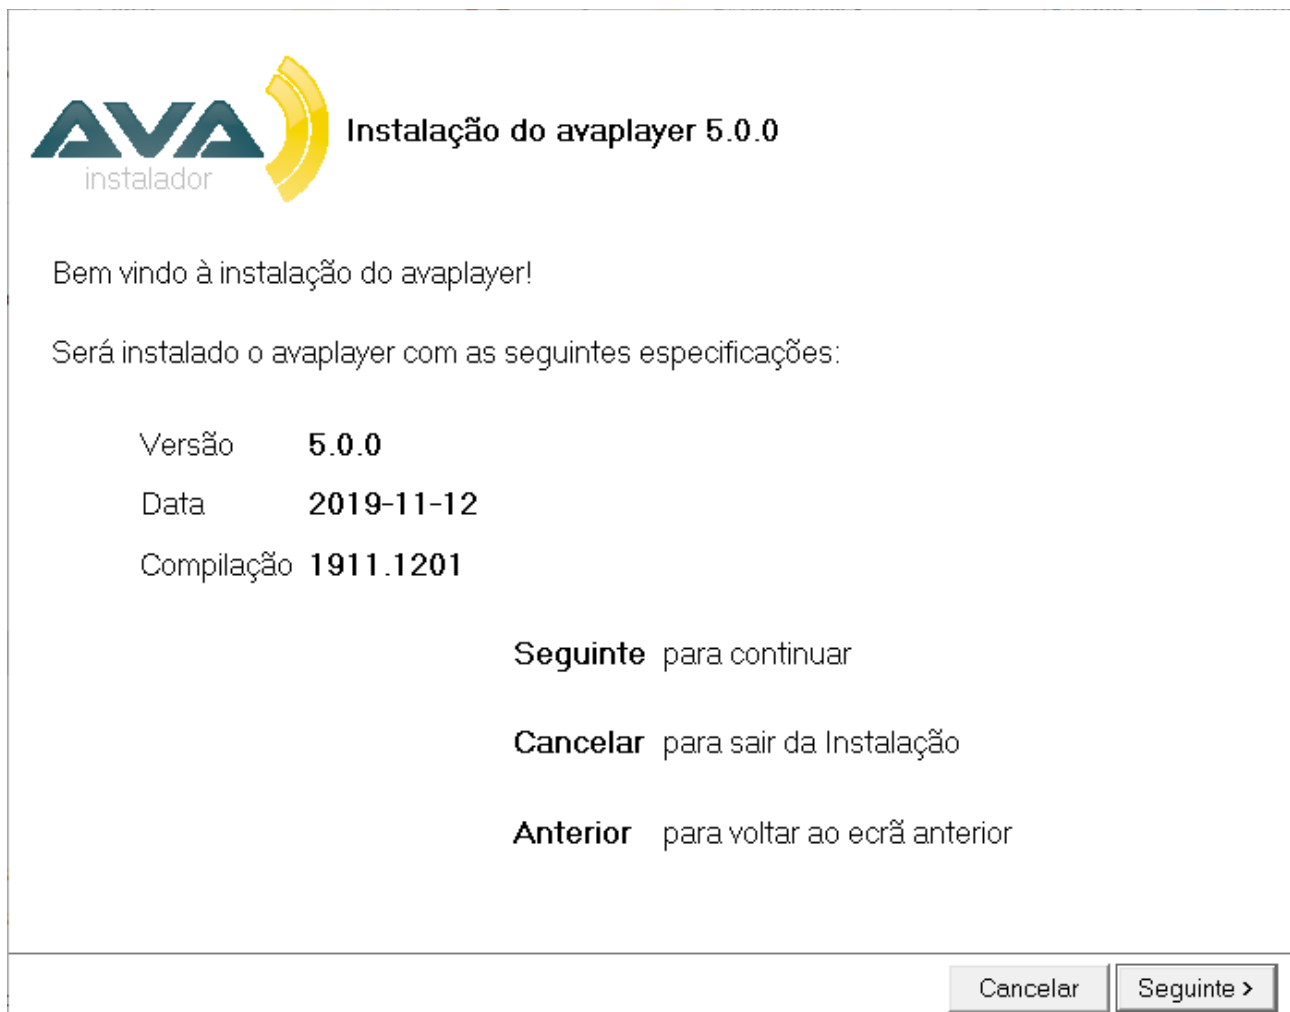 AVA
instalador
Instalação do avaplayer 5.0.0
Bem vindo à instalação do avaplayer!
Será instalado o avaplayer com as seguintes especificações:
Versão 5.0.0
Data 2019-11-12
Compilação 1911.1201
Seguinte para continuar
Cancelar para sair da Instalação
Anterior para voltar ao ecrã anterior
Cancelar Seguinte >